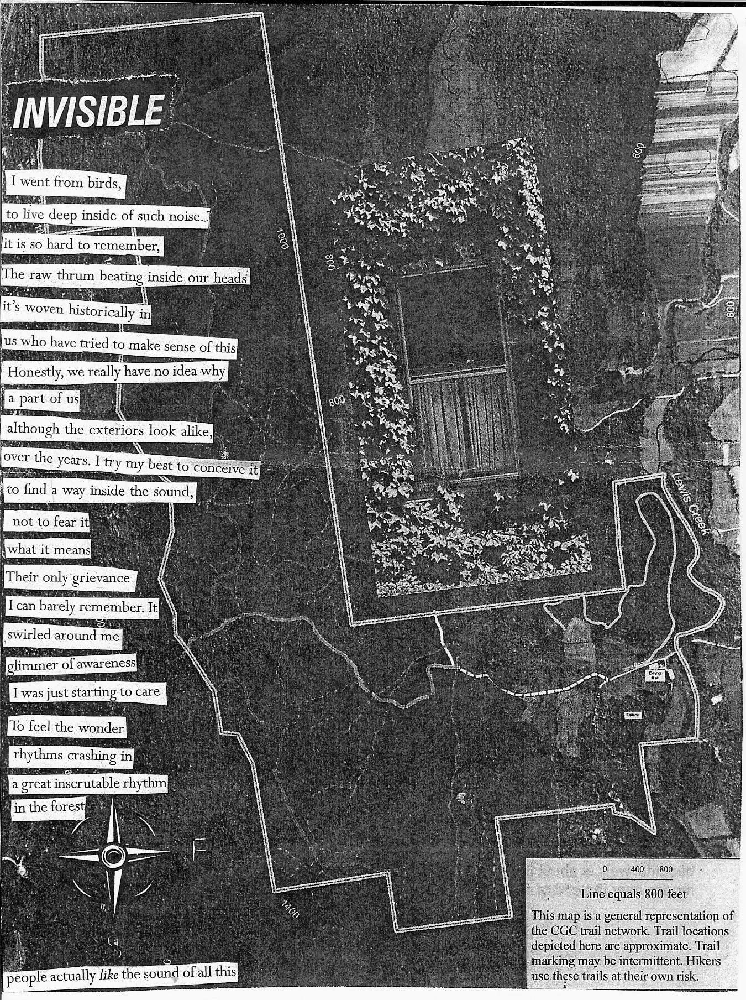 INVISIBLE
I went from birds,
to live deep inside of such noise..
it is so hard to remember,
The raw thrum beating inside our heads
it's woven historically in
us who have tried to make sense of this
Honestly, we really have no idea why
a part of us
although the exteriors look alike,
over the years. I try my best to conceive it
to find a way inside the sound,
not to fear it
what it means
Their only grievance
I can barely remember. It
swirled around me
glimmer of awareness
I was just starting to care
To feel the wonder
rhythms crashing in
a great inscrutable rhythm
in the forest
people actually like the sound of all this
1000
800
800
600
600
Lewis Creek
Dining
Hall
Cabins
E
S
1400
0 400 800
Line equals 800 feet
This map is a general representation of
the CGC trail network. Trail locations
depicted here are approximate. Trail
marking may be intermittent. Hikers
use these trails at their own risk.